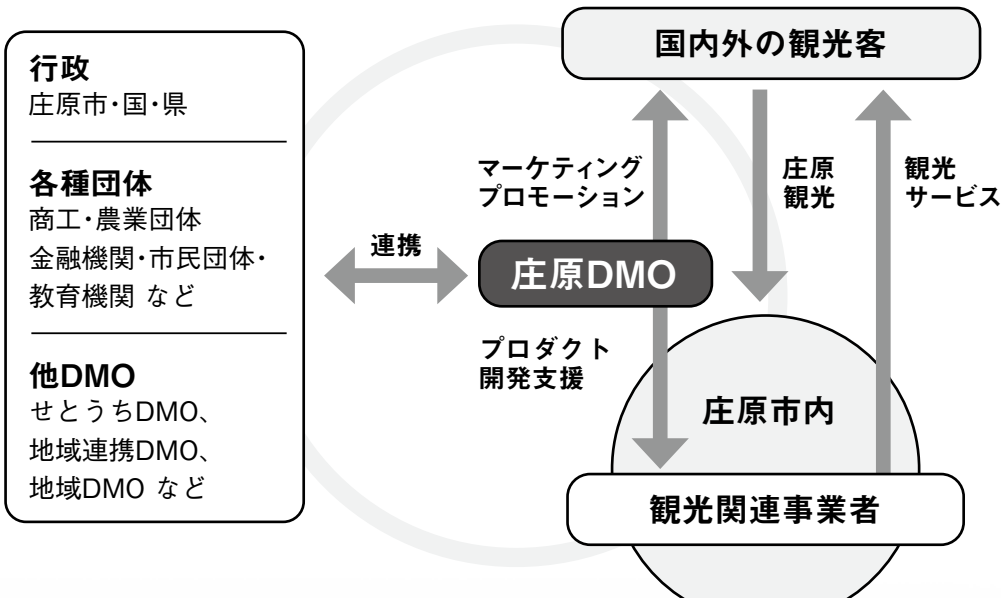 行政
庄原市・国・県
各種団体
商工・農業団体
金融機関・市民団体・
教育機関 など
他DMO
せとうちDMO、
地域連携DMO、
地域DMO など
連携
国内外の観光客
マーケティング
プロモーション
庄原
観光
観光
サービス
庄原DMO
プロダクト
開発支援
庄原市内
観光関連事業者